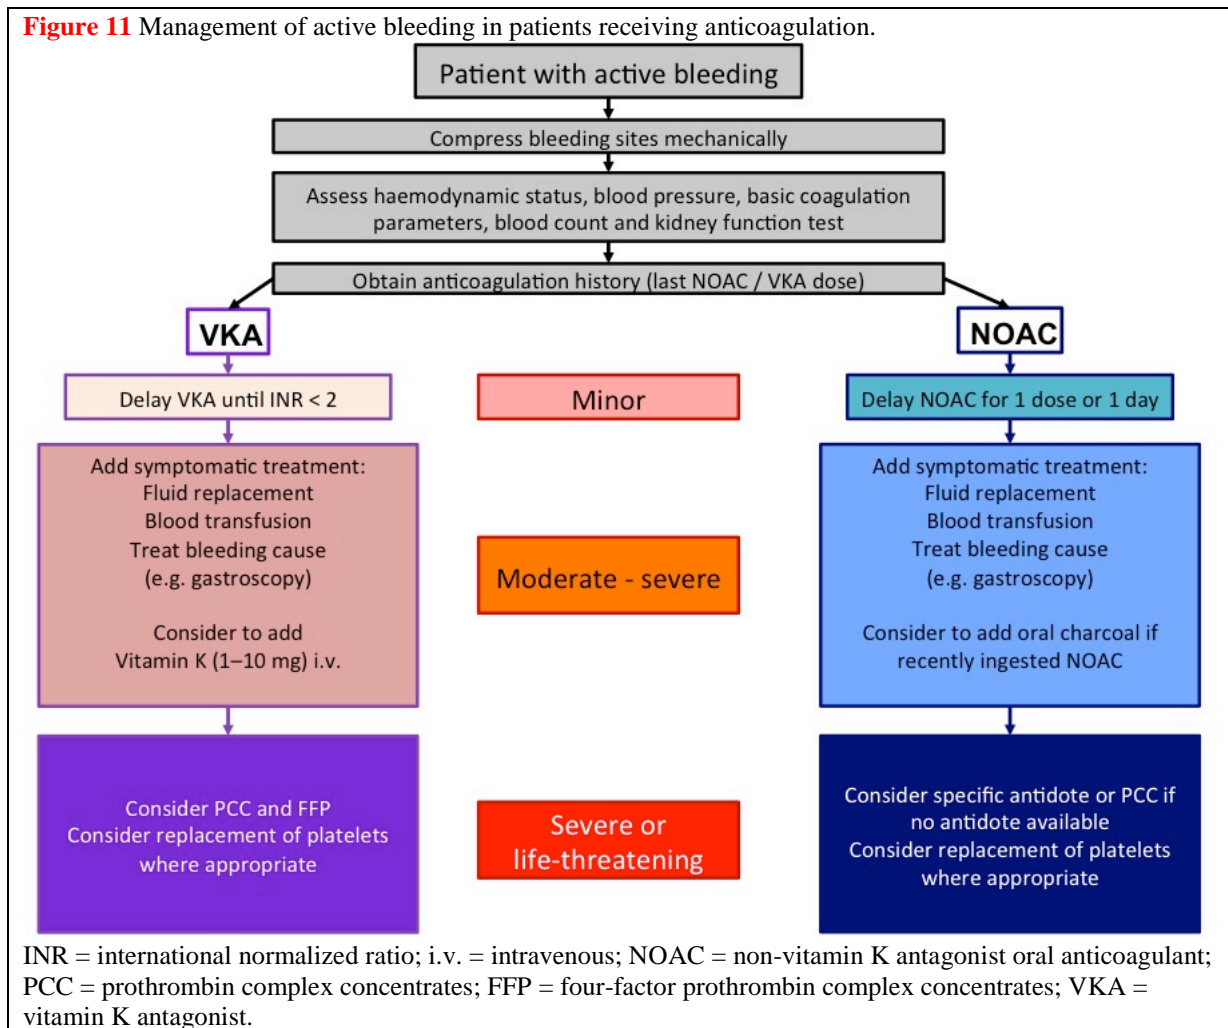 Figure 11 Management of active bleeding in patients receiving anticoagulation.
Patient with active bleeding
Compress bleeding sites mechanically
Assess haemodynamic status, blood pressure, basic coagulation
parameters, blood count and kidney function test
Obtain anticoagulation history (last NOAC / VKA dose)
VKA
NOAC
Delay VKA until INR < 2
Minor
Delay NOAC for 1 dose or 1 day
Add symptomatic treatment:
Fluid replacement
Blood transfusion
Treat bleeding cause
(e.g. gastroscopy)
Consider to add
Vitamin K (1–10 mg) i.v.
Moderate - severe
Add symptomatic treatment:
Fluid replacement
Blood transfusion
Treat bleeding cause
(e.g. gastroscopy)
Consider to add oral charcoal if
recently ingested NOAC
Consider PCC and FFP
Consider replacement of platelets
where appropriate
Severe or
life-threatening
Consider specific antidote or PCC if
no antidote available
Consider replacement of platelets
where appropriate
INR = international normalized ratio; i.v. = intravenous; NOAC = non-vitamin K antagonist oral anticoagulant;
PCC = prothrombin complex concentrates; FFP = four-factor prothrombin complex concentrates; VKA =
vitamin K antagonist.